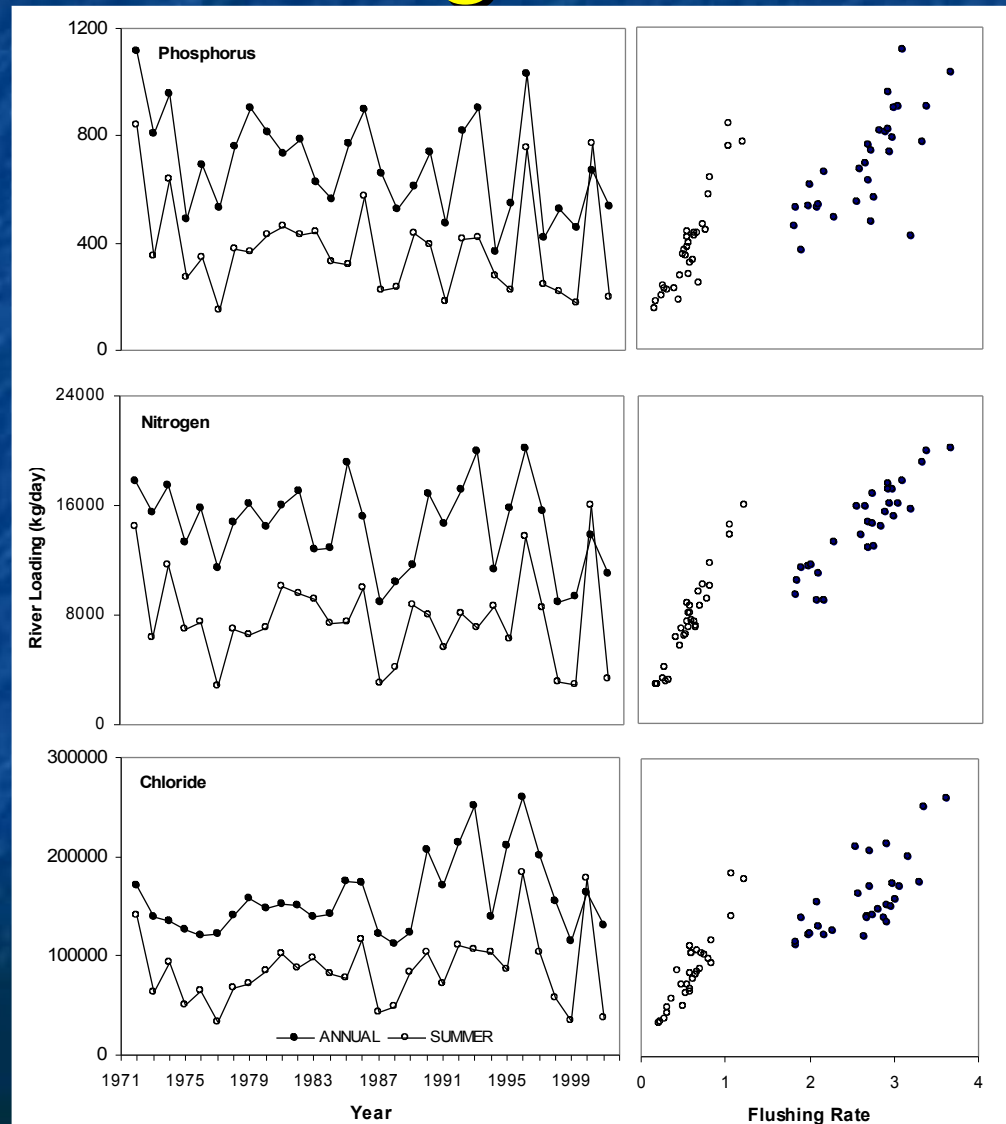 1200
Phosphorus
800
400
0
24000
Nitrogen
16000
8000
0
River Loading (kg/day)
300000
Chloride
200000
100000
0
ANNUAL SUMMER
1971 1975 1979 1983 1987 1991 1995 1999
Year
0 1 2 3 4
Flushing Rate